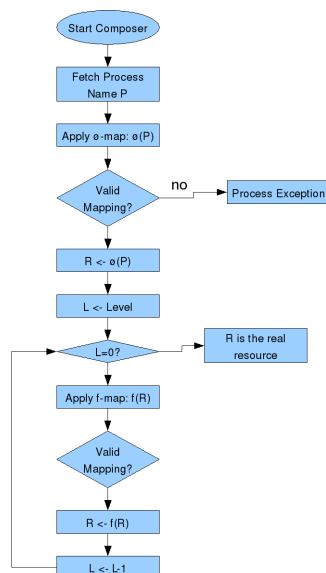 Start Composer
Fetch Process
Name P
Apply ø-map: ø(P)
Valid
Mapping?
no
Process Exception
R <- ø(P)
L <- Level
L=0?
R is the real
resource
Apply f-map: f(R)
Valid
Mapping?
R <- f(R)
L <- L-1